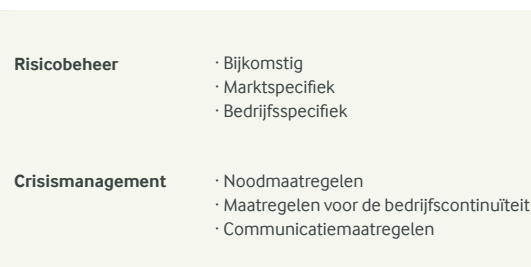 Risicobeheer · Bijkomstig
· Marktspecifiek
· Bedrijfsspecifiek
Crisismanagement · Noodmaatregelen
· Maatregelen voor de bedrijfscontinuïteit
· Communicatiemaatregelen